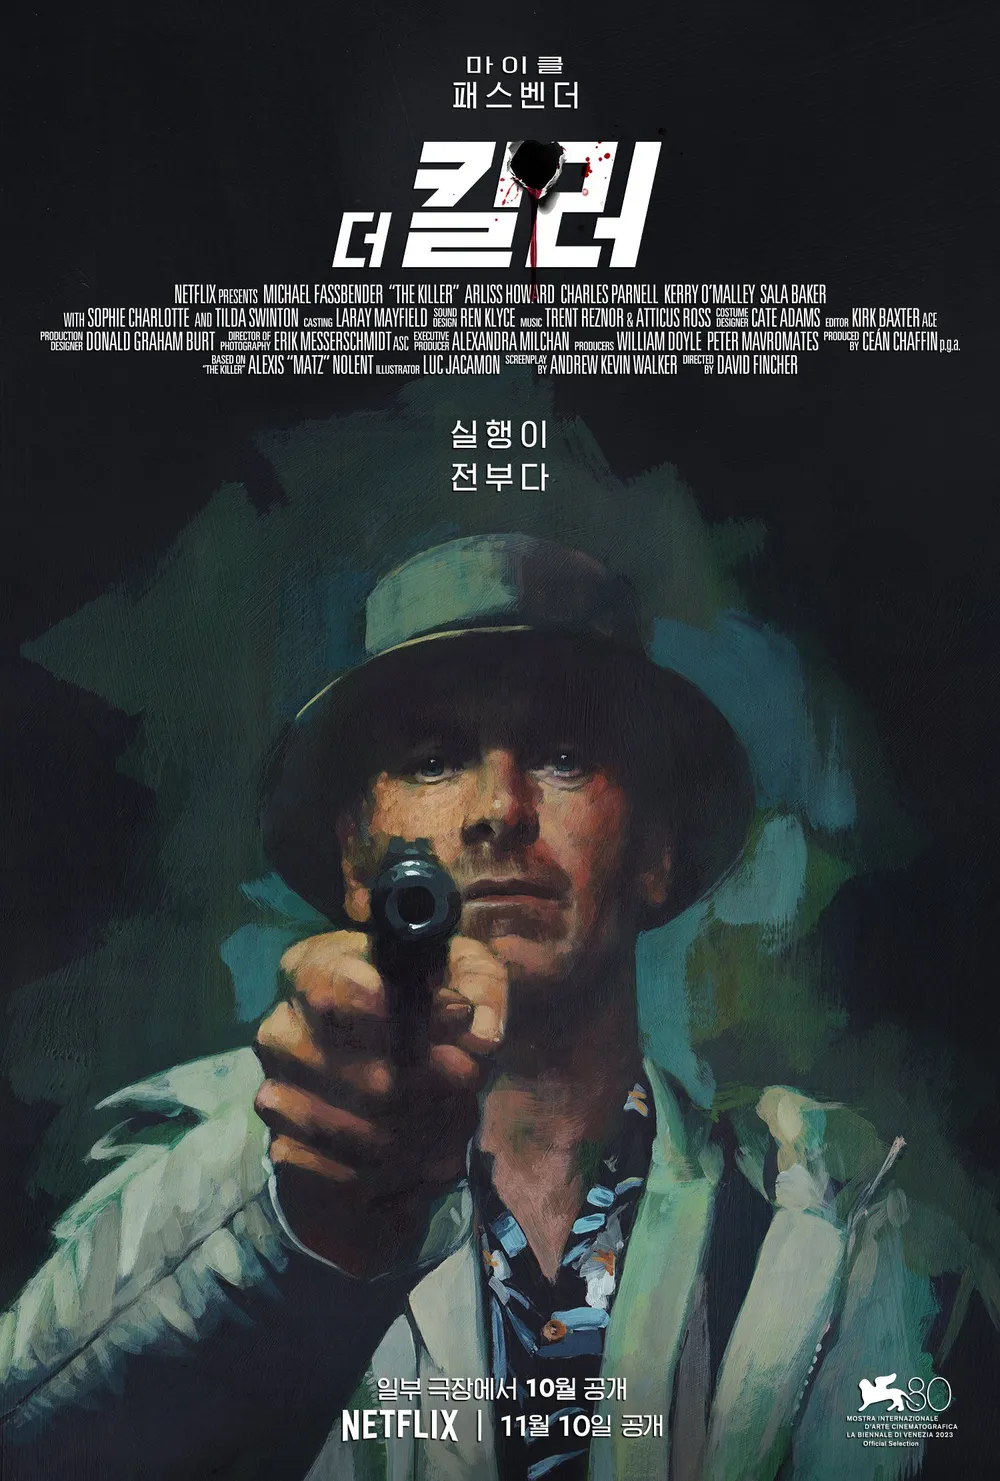 마이클
패스벤더
더 킬러
NETFLIX PRESENTS MICHAEL FASSBENDER “THE KILLER” ARLISS HOWARD CHARLES PARNELL KERRY O’MALLEY SALA BAKER
WITH SOPHIE CHARLOTTE AND TILDA SWINTON CASTING LARAY MAYFIELD SOUND DESIGN REN KLYCE MUSIC TRENT REZNOR & ATTICUS ROSS COSTUME DESIGNER CATE ADAMS EDITOR KIRK BAXTER ACE
PRODUCTION DESIGNER DONALD GRAHAM BURT DIRECTOR OF PHOTOGRAPHY ERIK MESSERSCHMIDT ASC EXECUTIVE PRODUCER ALEXANDRA MILCHAN PRODUCERS WILLIAM DOYLE PETER MAVROMATES PRODUCED BY CEÁN CHAFFIN p.g.a.
BASED ON “THE KILLER” ALEXIS “MATZ” NOLENT ILLUSTRATOR LUC JACAMON SCREENPLAY BY ANDREW KEVIN WALKER DIRECTED BY DAVID FINCHER
실행이
전부다
일부 극장에서 10월 공개
NETFLIX | 11월 10일 공개
80
MOSTRA INTERNAZIONALE
D'ARTE CINEMATOGRAFICA
LA BIENNALE DI VENEZIA 2023
Official Selection